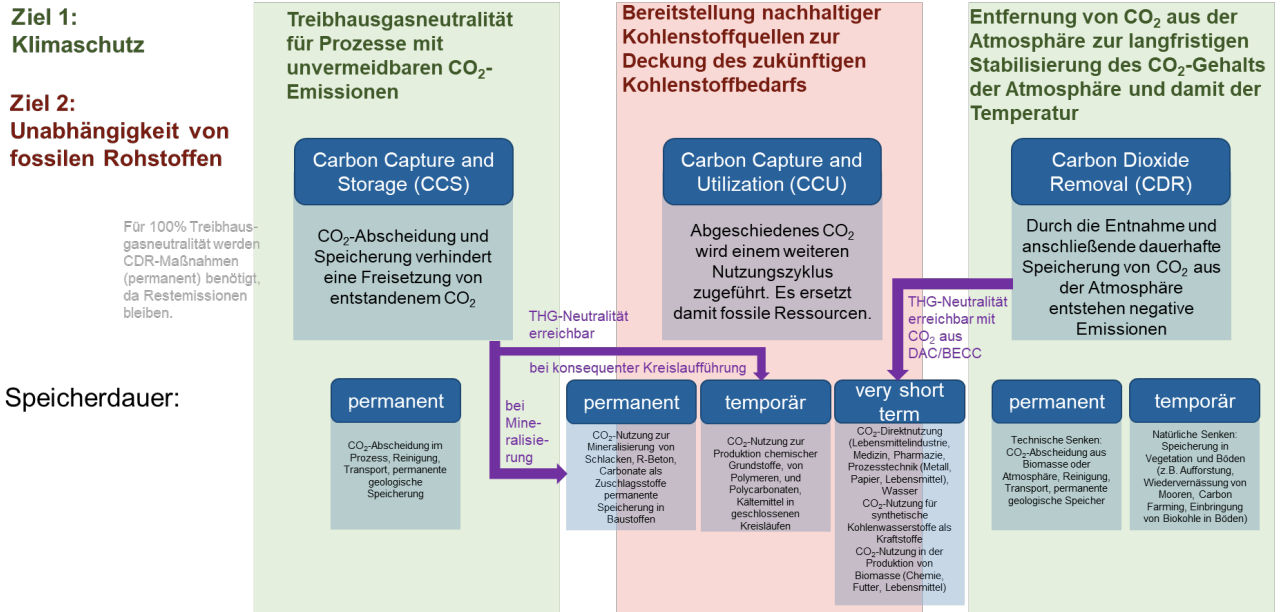 Ziel 1:
Klimaschutz
Ziel 2:
Unabhängigkeit von
fossilen Rohstoffen
Für 100% Treibhaus-
gasneutralität werden
CDR-Maßnahmen
(permanent) benötigt,
da Restemissionen
bleiben.
Treibhausgasneutralität
für Prozesse mit
unvermeidbaren CO₂-
Emissionen
Carbon Capture and
Storage (CCS)
CO₂-Abscheidung und
Speicherung verhindert
eine Freisetzung von
entstandenem CO₂
Bereitstellung nachhaltiger
Kohlenstoffquellen zur
Deckung des zukünftigen
Kohlenstoffbedarfs
Carbon Capture and
Utilization (CCU)
Abgeschiedenes CO₂
wird einem weiteren
Nutzungszyklus
zugeführt. Es ersetzt
damit fossile Ressourcen.
Entfernung von CO₂ aus der
Atmosphäre zur langfristigen
Stabilisierung des CO₂-Gehalts
der Atmosphäre und damit der
Temperatur
Carbon Dioxide
Removal (CDR)
Durch die Entnahme und
anschließende dauerhafte
Speicherung von CO₂ aus
der Atmosphäre
entstehen negative
Emissionen
THG-Neutralität
erreichbar
bei konsequenter Kreislaufführung
bei
Mine-
ralisie-
rung
THG-Neutralität
erreichbar mit
CO₂ aus
DAC/BECC
Speicherdauer:
permanent
CO₂-Abscheidung im
Prozess, Reinigung,
Transport, permanente
geologische
Speicherung
permanent
CO₂-Nutzung zur
Mineralisierung von
Schlacken, R-Beton,
Carbonate als
Zuschlagsstoffe
permanente
Speicherung in
Baustoffen
temporär
CO₂-Nutzung zur
Produktion chemischer
Grundstoffe, von
Polymeren, und
Polycarbonaten,
Kältemittel in
geschlossenen
Kreisläufen
very short
term
CO₂-Direktnutzung
(Lebensmittelindustrie,
Medizin, Pharmazie,
Prozesstechnik (Metall,
Papier, Lebensmittel),
Wasser
CO₂-Nutzung für
synthetische
Kohlenwasserstoffe als
Kraftstoffe
CO₂-Nutzung in der
Produktion von
Biomasse (Chemie,
Futter, Lebensmittel)
permanent
Technische Senken:
CO₂-Abscheidung aus
Biomasse oder
Atmosphäre, Reinigung,
Transport, permanente
geologische Speicher
temporär
Natürliche Senken:
Speicherung in
Vegetation und Böden
(z.B. Aufforstung,
Wiedervernässung von
Mooren, Carbon
Farming, Einbringung
von Biokohle in Böden)